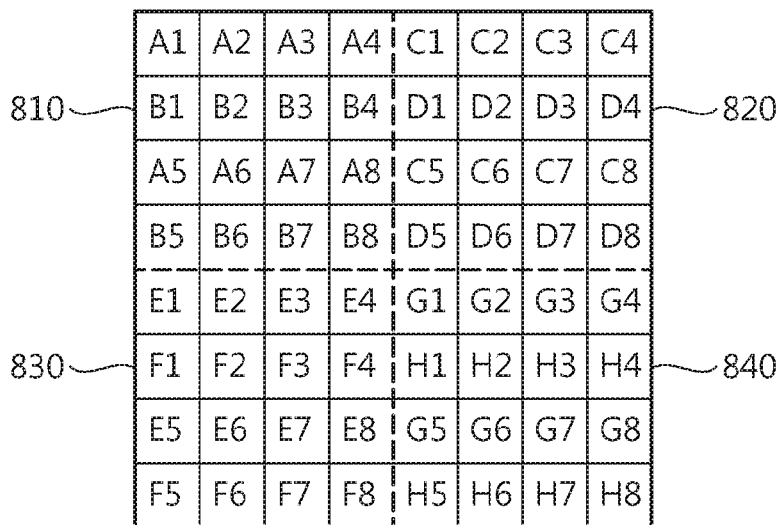 A1 A2 A3 A4 C1 C2 C3 C4
810 B1 B2 B3 B4 D1 D2 D3 D4 820
A5 A6 A7 A8 C5 C6 C7 C8
B5 B6 B7 B8 D5 D6 D7 D8
E1 E2 E3 E4 G1 G2 G3 G4
830 F1 F2 F3 F4 H1 H2 H3 H4 840
E5 E6 E7 E8 G5 G6 G7 G8
F5 F6 F7 F8 H5 H6 H7 H8